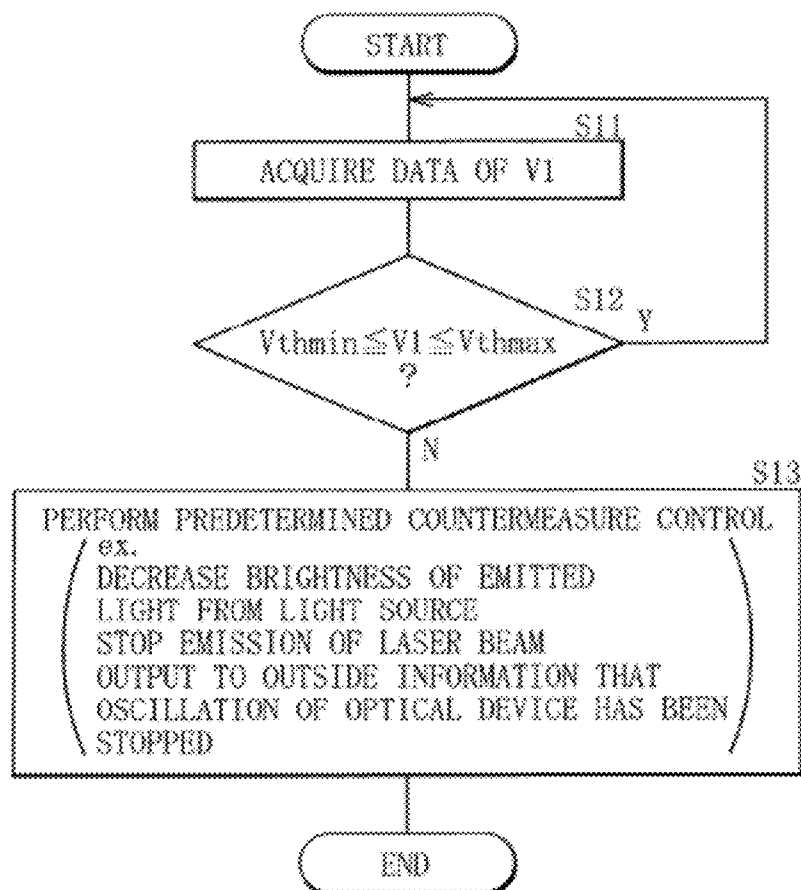 START
S11
ACQUIRE DATA OF V1
S12
Vthmin≦V1≦Vthmax
?
Y
N
S13
PERFORM PREDETERMINED COUNTERMEASURE CONTROL
ex.
DECREASE BRIGHTNESS OF EMITTED
LIGHT FROM LIGHT SOURCE
STOP EMISSION OF LASER BEAM
OUTPUT TO OUTSIDE INFORMATION THAT
OSCILLATION OF OPTICAL DEVICE HAS BEEN
STOPPED
END